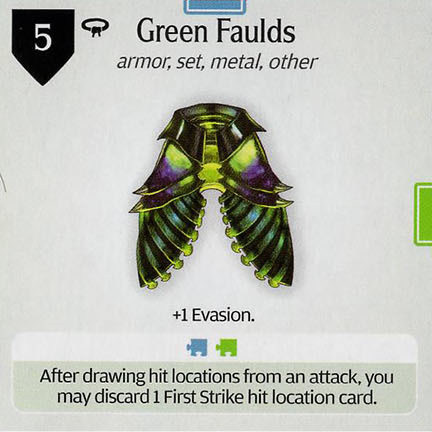 5
Green Faulds
armor, set, metal, other
+1 Evasion.
After drawing hit locations from an attack, you
may discard 1 First Strike hit location card.